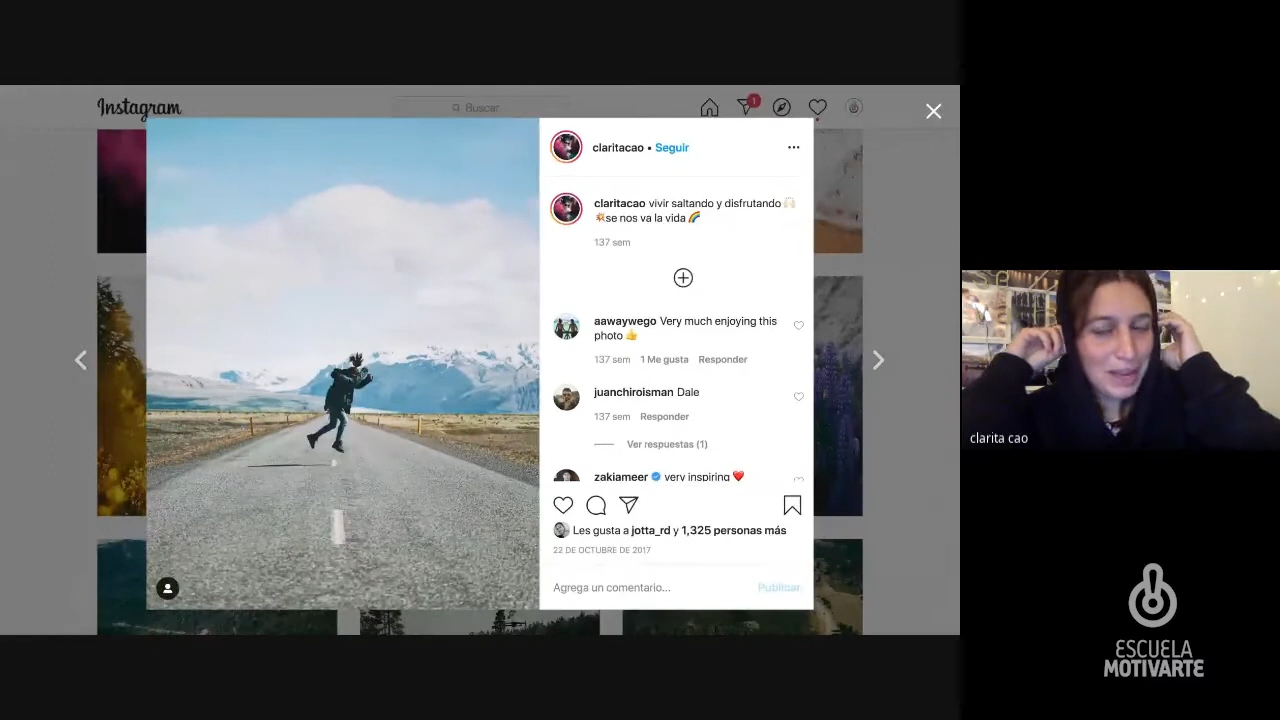 Instagram
Buscar
1
claritacao • Seguir
claritacao vivir saltando y disfrutando 🙌🏻
💥se nos va la vida 🌈
137 sem
aawaywego Very much enjoying this
photo 👍
137 sem 1 Me gusta Responder
juanchiroisman Dale
137 sem Responder
Ver respuestas (1)
zakiameer very inspiring ❤️
Les gusta a jotta_rd y 1,325 personas más
22 DE OCTUBRE DE 2017
Agrega un comentario...
Publicar
clarita cao
ESCUELA
MOTIVARTE